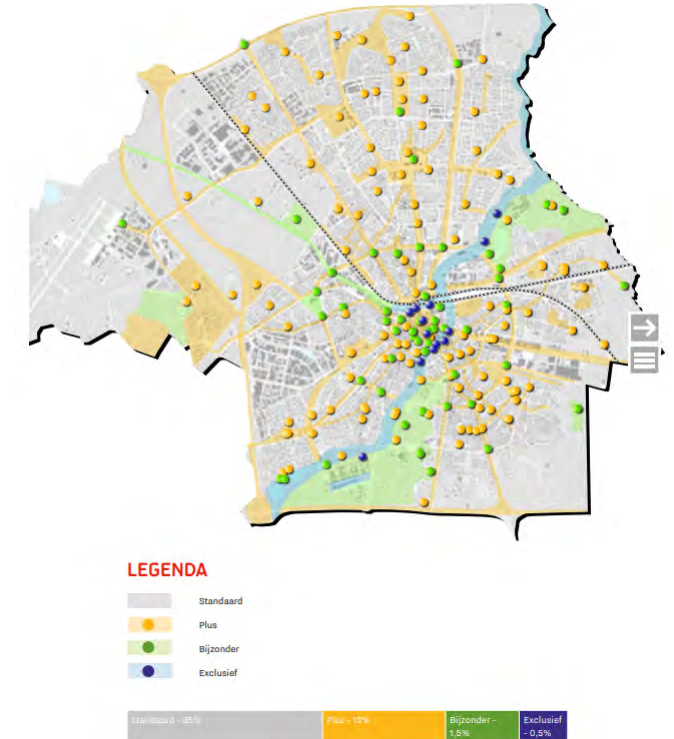 LEGENDA
Standaard
Plus
Bijzonder
Exclusief
Standaard - 85%
Plus - 13%
Bijzonder -
1,5%
Exclusief
- 0,5%